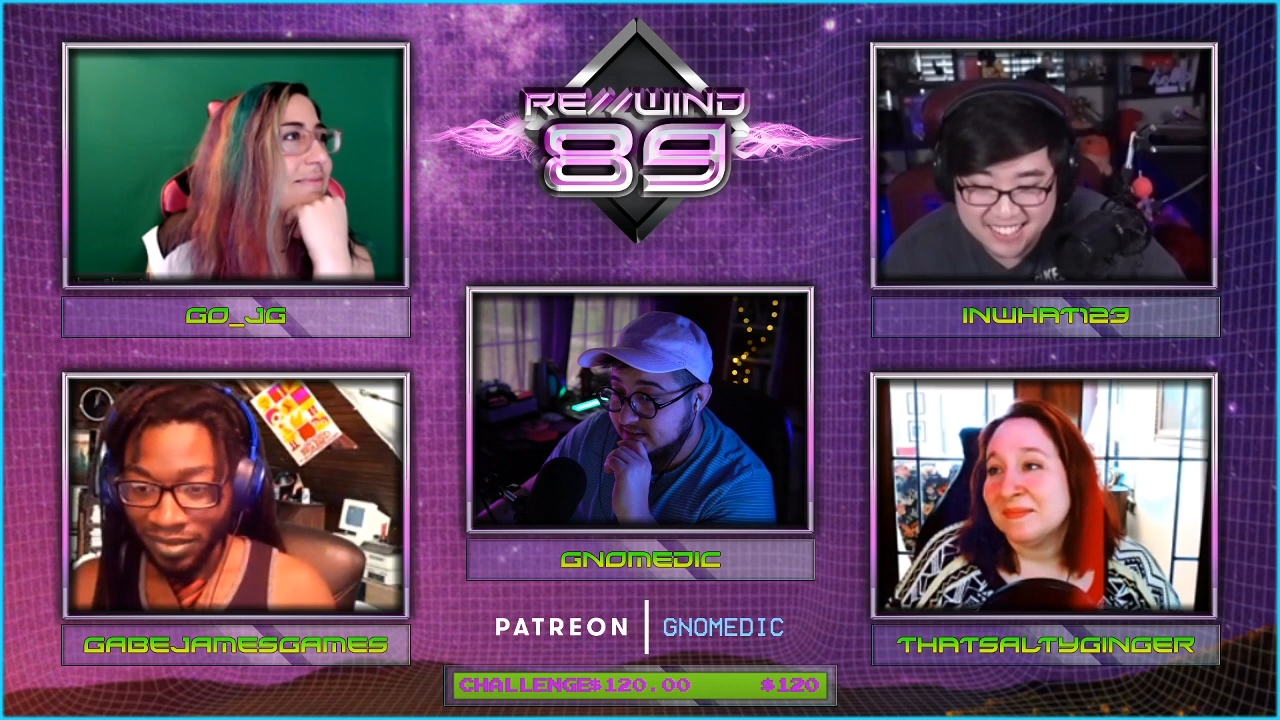 RE///WIND
89
GO_JG
INWHAT123
GNOMEDIC
GABEJAMESGAMES
THATSALTYGINGER
PATREON | GNOMEDIC
CHALLENGE $120.00 $120